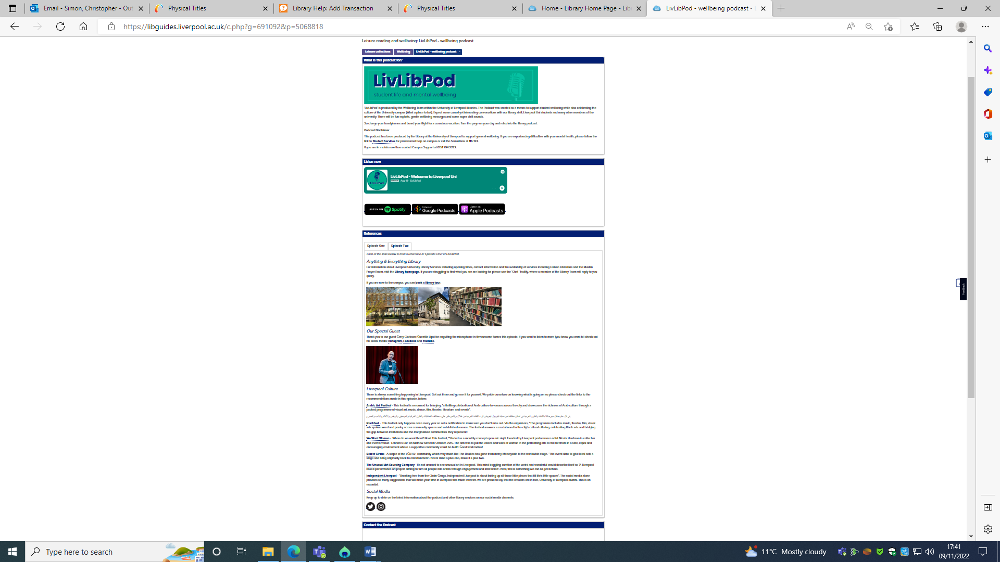 Email - Simon, Christopher - Out
Physical Titles
Library Help: Add Transaction
Physical Titles
Home - Library Home Page - Lib
LivLibPod - wellbeing podcast - L
https://libguides.liverpool.ac.uk/c.php?g=691092&p=5068818
Leisure reading and wellbeing: LivLibPod - wellbeing podcast
Leisure collections Wellbeing LivLibPod - wellbeing podcast
What is this podcast for?
LivLibPod
student life and mental wellbeing
'LivLibPod' is produced by the Wellbeing Team within the University of Liverpool libraries. The Podcast was created as a means to support student wellbeing while also celebrating the
culture of the University campus (What a place to be!). Expect some casual yet interesting conversations with our library staff, Liverpool Uni students and many other members of the
university. There will be fun exploits, gentle wellbeing messages and some super chill sounds.
So charge your headphones and board your flight for a conscious vacation. Turn the page on your day and relax into the library podcast.
Podcast Disclaimer
This podcast has been produced by the Library at the University of Liverpool to support general wellbeing. If you are experiencing difficulties with your mental health, please follow the
link to Student Services for professional help on campus or call the Samaritans at 116 123.
If you are in a crisis now then contact Campus Support at 0151 794 2222.
Listen now
LivLibPod - Welcome to Liverpool Uni
Aug 19 · LivLibPod
LISTEN ON Spotify
Listen on Google Podcasts
Listen on Apple Podcasts
References
Episode One Episode Two
Each of the links below is from a reference in 'Episode One' of LivLibPod.
Anything & Everything Library
For information about Liverpool University Library Services including opening times, contact information and the availability of services including Liaison Librarians and the Muslim
Prayer Room, visit the Library homepage. If you are struggling to find what you are are looking for please use the 'Chat' facility, where a member of the Library Team will reply to you
query.
If you are new to the campus, you can book a library tour.
Our Special Guest
Thank you to our guest Gerry Clarkson (Guerilla Lips) for engulfing the microphone in flavoursome flames this episode. If you want to listen to more (you know you want to) check out
his social media: Instagram, Facebook and YouTube.
Liverpool Culture
There is always something happening in Liverpool. Get out there and go see it for yourself. We pride ourselves on knowing what is going on so please check out the links to the
recommendations made in this episode, below:
Arabic Art Festival - This festival is renowned for bringing, "a thrilling celebration of Arab culture to venues across the city and showcases the richness of Arab culture through a
packed programme of visual art, music, dance, film, theatre, literature and events".
Blackfest - This festival only happens once every year so set a notification to make sure you don't miss out. Via the organisers, "The programme includes music, theatre, film, visual
arts spoken word and poetry across community spaces and established venues. The festival answers a crucial need in the city's cultural offering, celebrating Black arts and bridging
the gap between institutions and the marginalised communities they represent".
We Want Women - When do we want them? Now! This festival, "Started as a monthly concept open mic night founded by Liverpool performance artist Nicola Hardman in cellar bar
and events venue "Lennon's Bar' on Mathew Street in October 2015. The aim was to put the voices and work of woman in the performing arts to the forefront in a safe, equal and
encouraging environment where a supportive community could be built". Good work ladies!
Secret Circus - A staple of the LGBTQ+ community which very much like The Beatles has gone from merry Merseyside to the worldwide stage. "The event aims to give local acts a
stage and bring originality back to entertainment". Never mind a plus one, make it a plus two.
The Unusual Art Sourcing Company - It's not unusual to see unusual art in Liverpool. This mind-boggling curation of the weird and wonderful would describe itself as "A Liverpool
based performance art project aiming to turn all people into artists through engagement and interaction". Now, that is something we can all get behind.
Independent Liverpool - "Breaking free from the Chain Gangs, Independent Liverpool is about linking up all those little places that fill life's little spaces". The social media alone
provides so many suggestions that will make your time in Liverpool that much sweeter. We are proud to say that the creators are in fact, University of Liverpool alumni. This is an
essential.
Social Media
Keep up to date on the latest information about the podcast and other library services on our social media channels:
Contact the Podcast
Feedback
Type here to search
11°C Mostly cloudy
17:41
09/11/2022